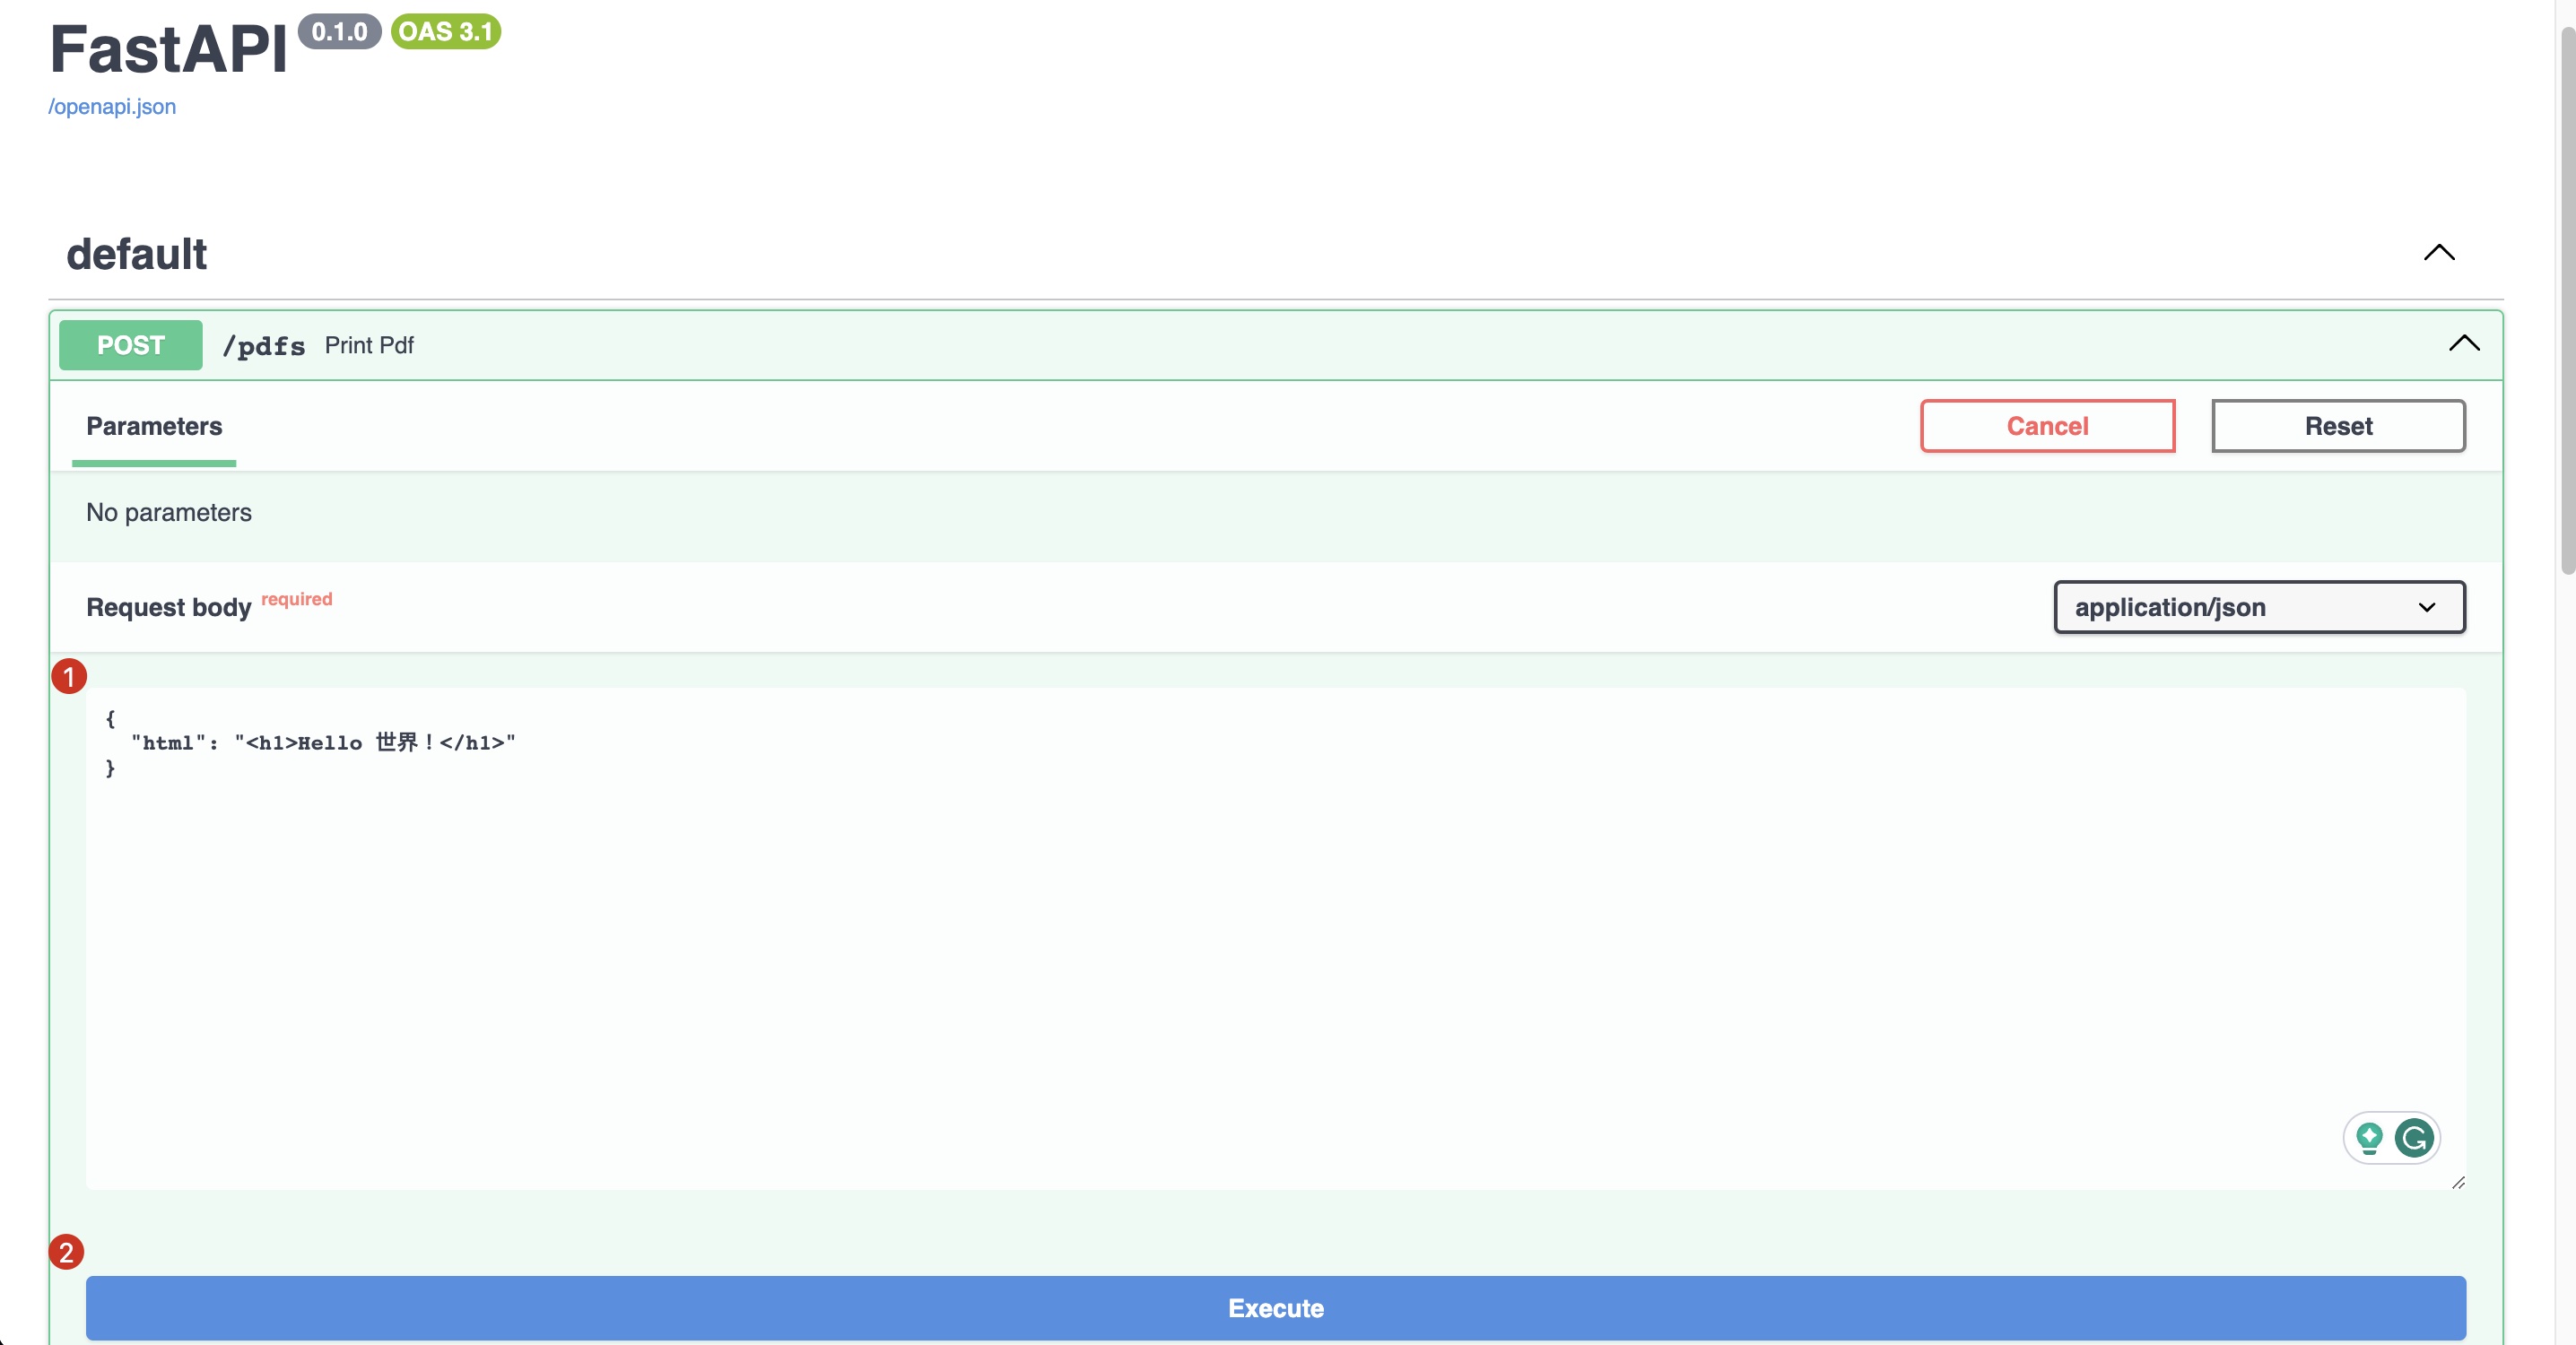 FastAPI 0.1.0 OAS 3.1
/openapi.json
default
POST /pdfs Print Pdf
Parameters Cancel Reset
No parameters
Request body required application/json
1
{
"html": "<h1>Hello 世界！</h1>"
}
2
Execute